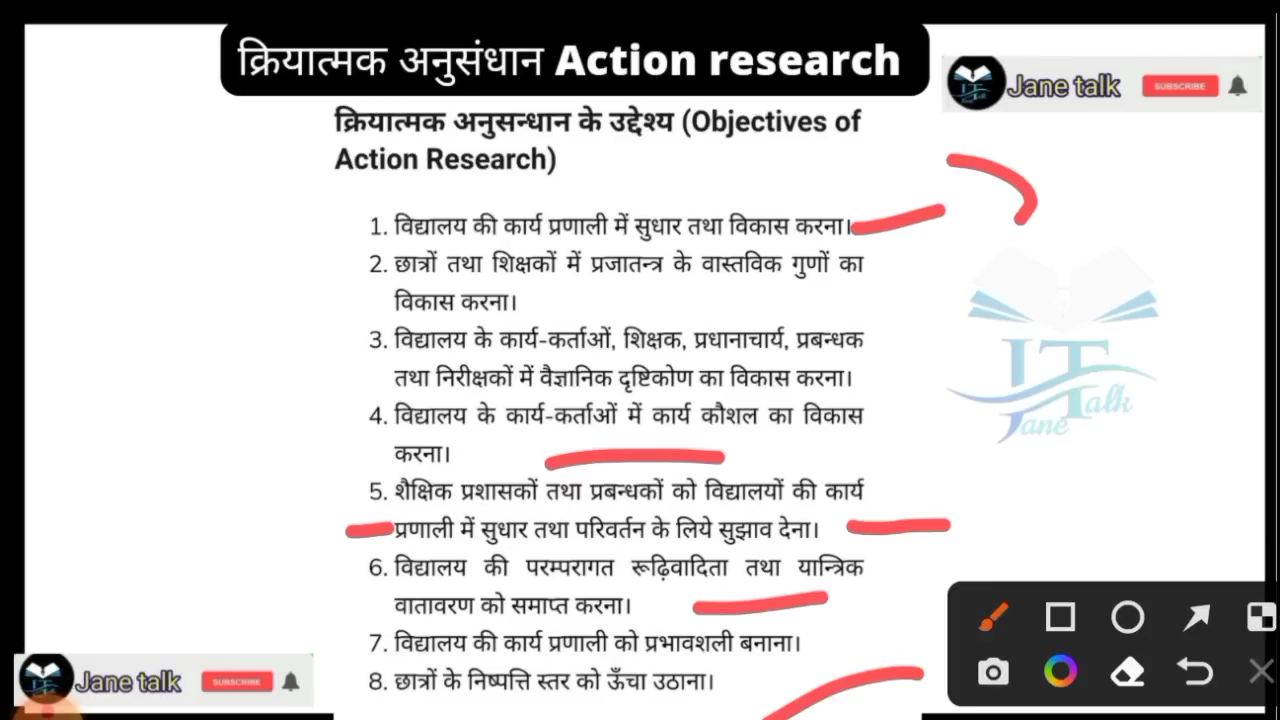 क्रियात्मक अनुसंधान Action research
Jane talk SUBSCRIBE
क्रियात्मक अनुसन्धान के उद्देश्य (Objectives of
Action Research)
1. विद्यालय की कार्य प्रणाली में सुधार तथा विकास करना।
2. छात्रों तथा शिक्षकों में प्रजातन्त्र के वास्तविक गुणों का
विकास करना।
3. विद्यालय के कार्य-कर्ताओं, शिक्षक, प्रधानाचार्य, प्रबन्धक
तथा निरीक्षकों में वैज्ञानिक दृष्टिकोण का विकास करना।
4. विद्यालय के कार्य-कर्ताओं में कार्य कौशल का विकास
करना।
5. शैक्षिक प्रशासकों तथा प्रबन्धकों को विद्यालयों की कार्य
प्रणाली में सुधार तथा परिवर्तन के लिये सुझाव देना।
6. विद्यालय की परम्परागत रूढ़िवादिता तथा यान्त्रिक
वातावरण को समाप्त करना।
7. विद्यालय की कार्य प्रणाली को प्रभावशली बनाना।
8. छात्रों के निष्पत्ति स्तर को ऊँचा उठाना।
Jane Talk
Jane talk SUBSCRIBE